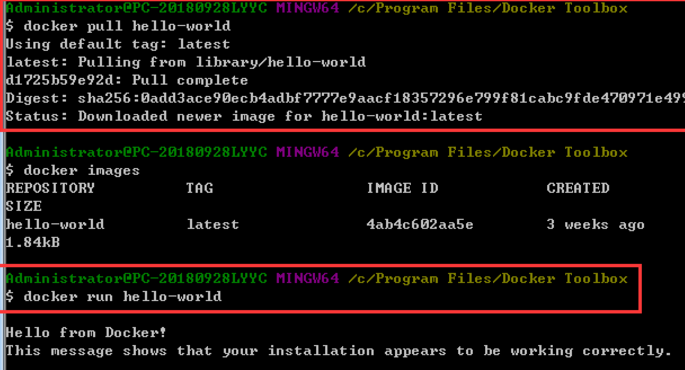 Administrator@PC-20180928LYYC MINGW64 /c/Program Files/Docker Toolbox
$ docker pull hello-world
Using default tag: latest
latest: Pulling from library/hello-world
d1725b59e92d: Pull complete
Digest: sha256:0add3ace90ecb4adbf7777e9aacf18357296e799f81cabc9fde470971e499
Status: Downloaded newer image for hello-world:latest
Administrator@PC-20180928LYYC MINGW64 /c/Program Files/Docker Toolbox
$ docker images
REPOSITORY TAG IMAGE ID CREATED
SIZE
hello-world latest 4ab4c602aa5e 3 weeks ago
1.84kB
Administrator@PC-20180928LYYC MINGW64 /c/Program Files/Docker Toolbox
$ docker run hello-world
Hello from Docker!
This message shows that your installation appears to be working correctly.